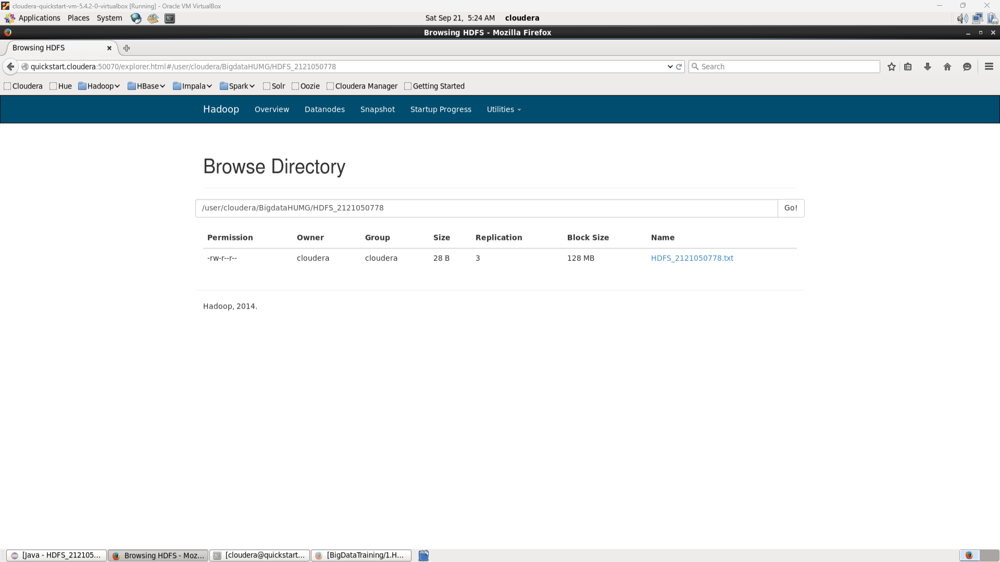 cloudera-quickstart-vm-5.4.2-0-virtualbox [Running] - Oracle VM VirtualBox
Applications Places System Sat Sep 21, 5:24 AM cloudera
Browsing HDFS - Mozilla Firefox
Browsing HDFS
quickstart.cloudera:50070/explorer.html#/user/cloudera/BigdataHUMG/HDFS_2121050778 Search
Cloudera Hue Hadoop HBase Impala Spark Solr Oozie Cloudera Manager Getting Started
Hadoop Overview Datanodes Snapshot Startup Progress Utilities
Browse Directory
/user/cloudera/BigdataHUMG/HDFS_2121050778 Go!
Permission Owner Group Size Replication Block Size Name
-rw-r--r-- cloudera cloudera 28 B 3 128 MB HDFS_2121050778.txt
Hadoop, 2014.
[Java - HDFS_212105... Browsing HDFS - Moz... [cloudera@quickstart... [BigDataTraining/1.H...